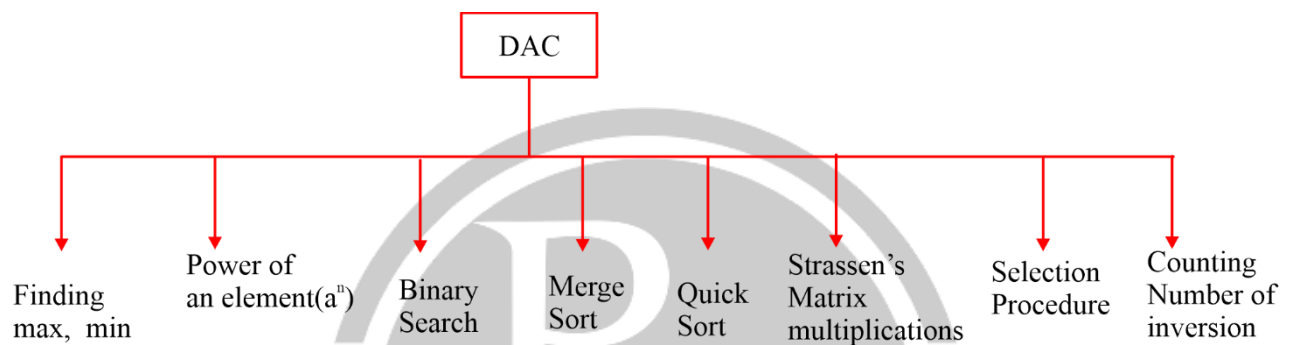 DAC
Finding
max, min
Power of
an element(aⁿ)
Binary
Search
Merge
Sort
Quick
Sort
Strassen's
Matrix
multiplications
Selection
Procedure
Counting
Number of
inversion